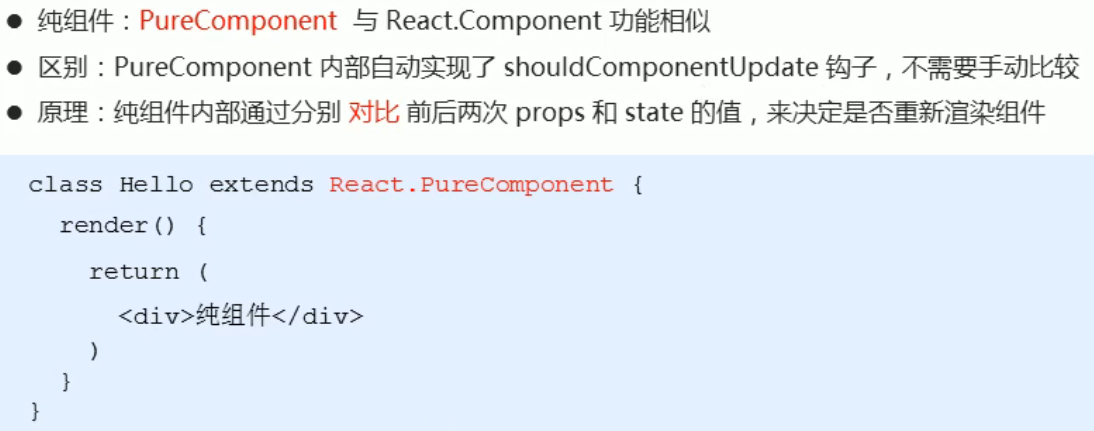 ● 纯组件：PureComponent 与 React.Component 功能相似
● 区别：PureComponent 内部自动实现了 shouldComponentUpdate 钩子，不需要手动比较
● 原理：纯组件内部通过分别 对比 前后两次 props 和 state 的值，来决定是否重新渲染组件
class Hello extends React.PureComponent {
  render() {
    return (
      <div>纯组件</div>
    )
  }
}